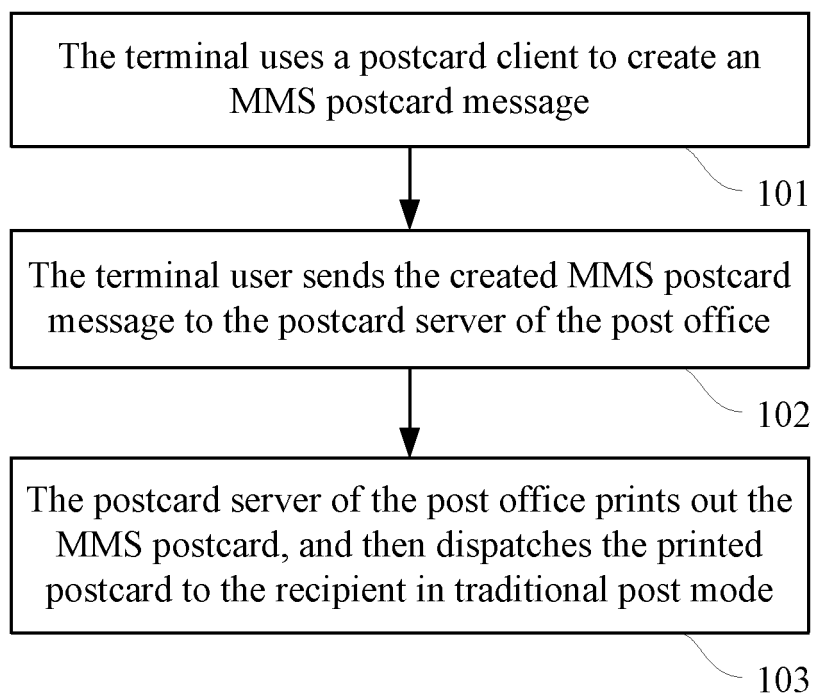 The terminal uses a postcard client to create an
MMS postcard message
101
The terminal user sends the created MMS postcard
message to the postcard server of the post office
102
The postcard server of the post office prints out the
MMS postcard, and then dispatches the printed
postcard to the recipient in traditional post mode
103